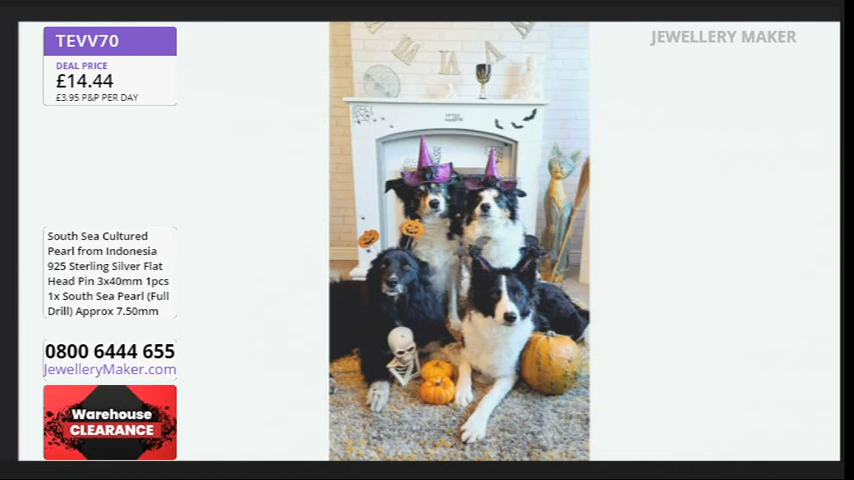 TEVV70
DEAL PRICE
£14.44
£3.95 P&P PER DAY
JEWELLERY MAKER
South Sea Cultured
Pearl from Indonesia
925 Sterling Silver Flat
Head Pin 3x40mm 1pcs
1x South Sea Pearl (Full
Drill) Approx 7.50mm
0800 6444 655
JewelleryMaker.com
Warehouse
CLEARANCE